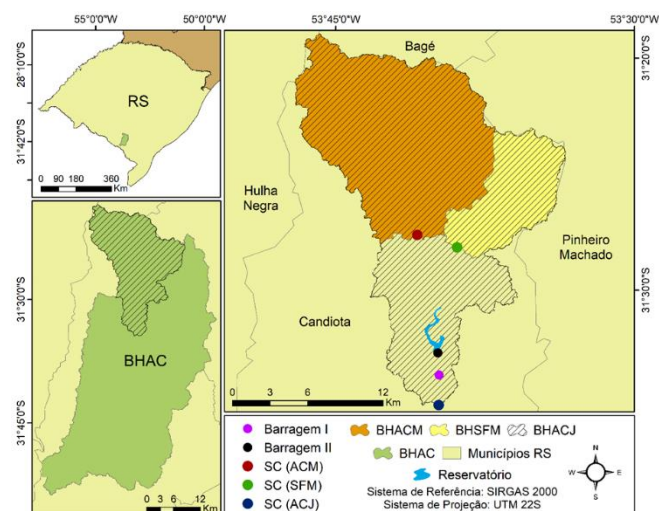 55°0'0"W 50°0'0"W
28°10'0"S
RS
31°42'0"S
0 90 180 360
Km
31°30'0"S
BHAC
31°45'0"S
0 3 6 12
Km
53°45'0"W 53°30'0"W
Bagé
31°20'0"S
Hulha
Negra
Pinheiro
Machado
31°30'0"S
Candiota
0 3 6 12
Km
Barragem I
Barragem II
SC (ACM)
SC (SFM)
SC (ACJ)
BHACM BHSFM BHACJ
BHAC Municípios RS
Reservatório
N
W E
S
Sistema de Referência: SIRGAS 2000
Sistema de Projeção: UTM 22S